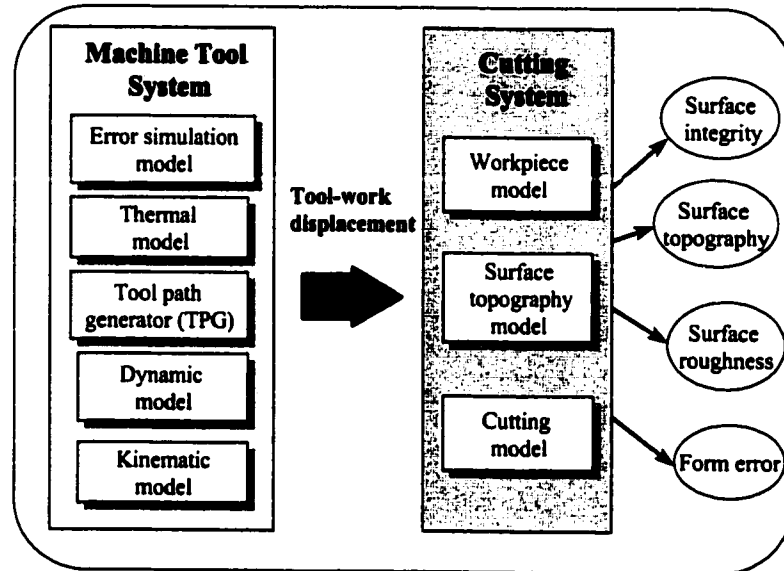 Machine Tool
System
Error simulation
model
Thermal
model
Tool path
generator (TPG)
Dynamic
model
Kinematic
model
Tool-work
displacement
Cutting
System
Workpiece
model
Surface
topography
model
Cutting
model
Surface
integrity
Surface
topography
Surface
roughness
Form error